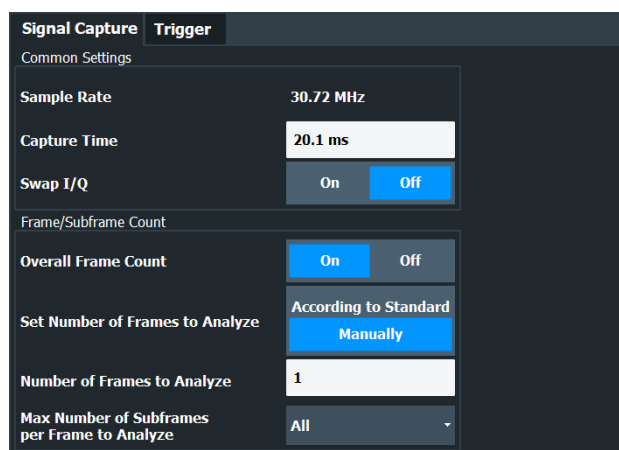 Signal Capture Trigger
Common Settings
Sample Rate 30.72 MHz
Capture Time 20.1 ms
Swap I/Q On Off
Frame/Subframe Count
Overall Frame Count On Off
According to Standard
Set Number of Frames to Analyze
Manually
Number of Frames to Analyze 1
Max Number of Subframes
per Frame to Analyze
All